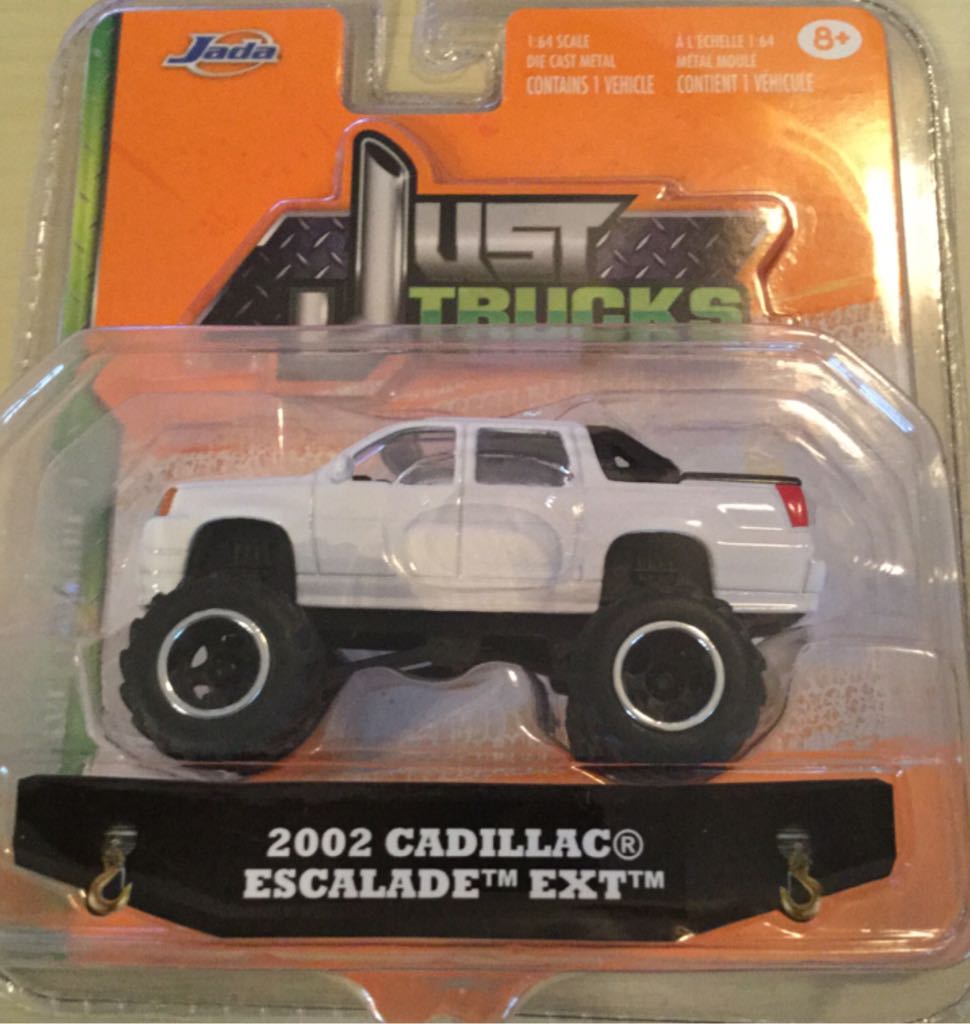 Jada
1:64 SCALE
DIE CAST METAL
CONTAINS 1 VEHICLE
À L'ÉCHELLE 1:64
MÉTAL MOULÉ
CONTIENT 1 VÉHICULE
8+
JUST
TRUCKS
2002 CADILLAC®
ESCALADE™ EXT™